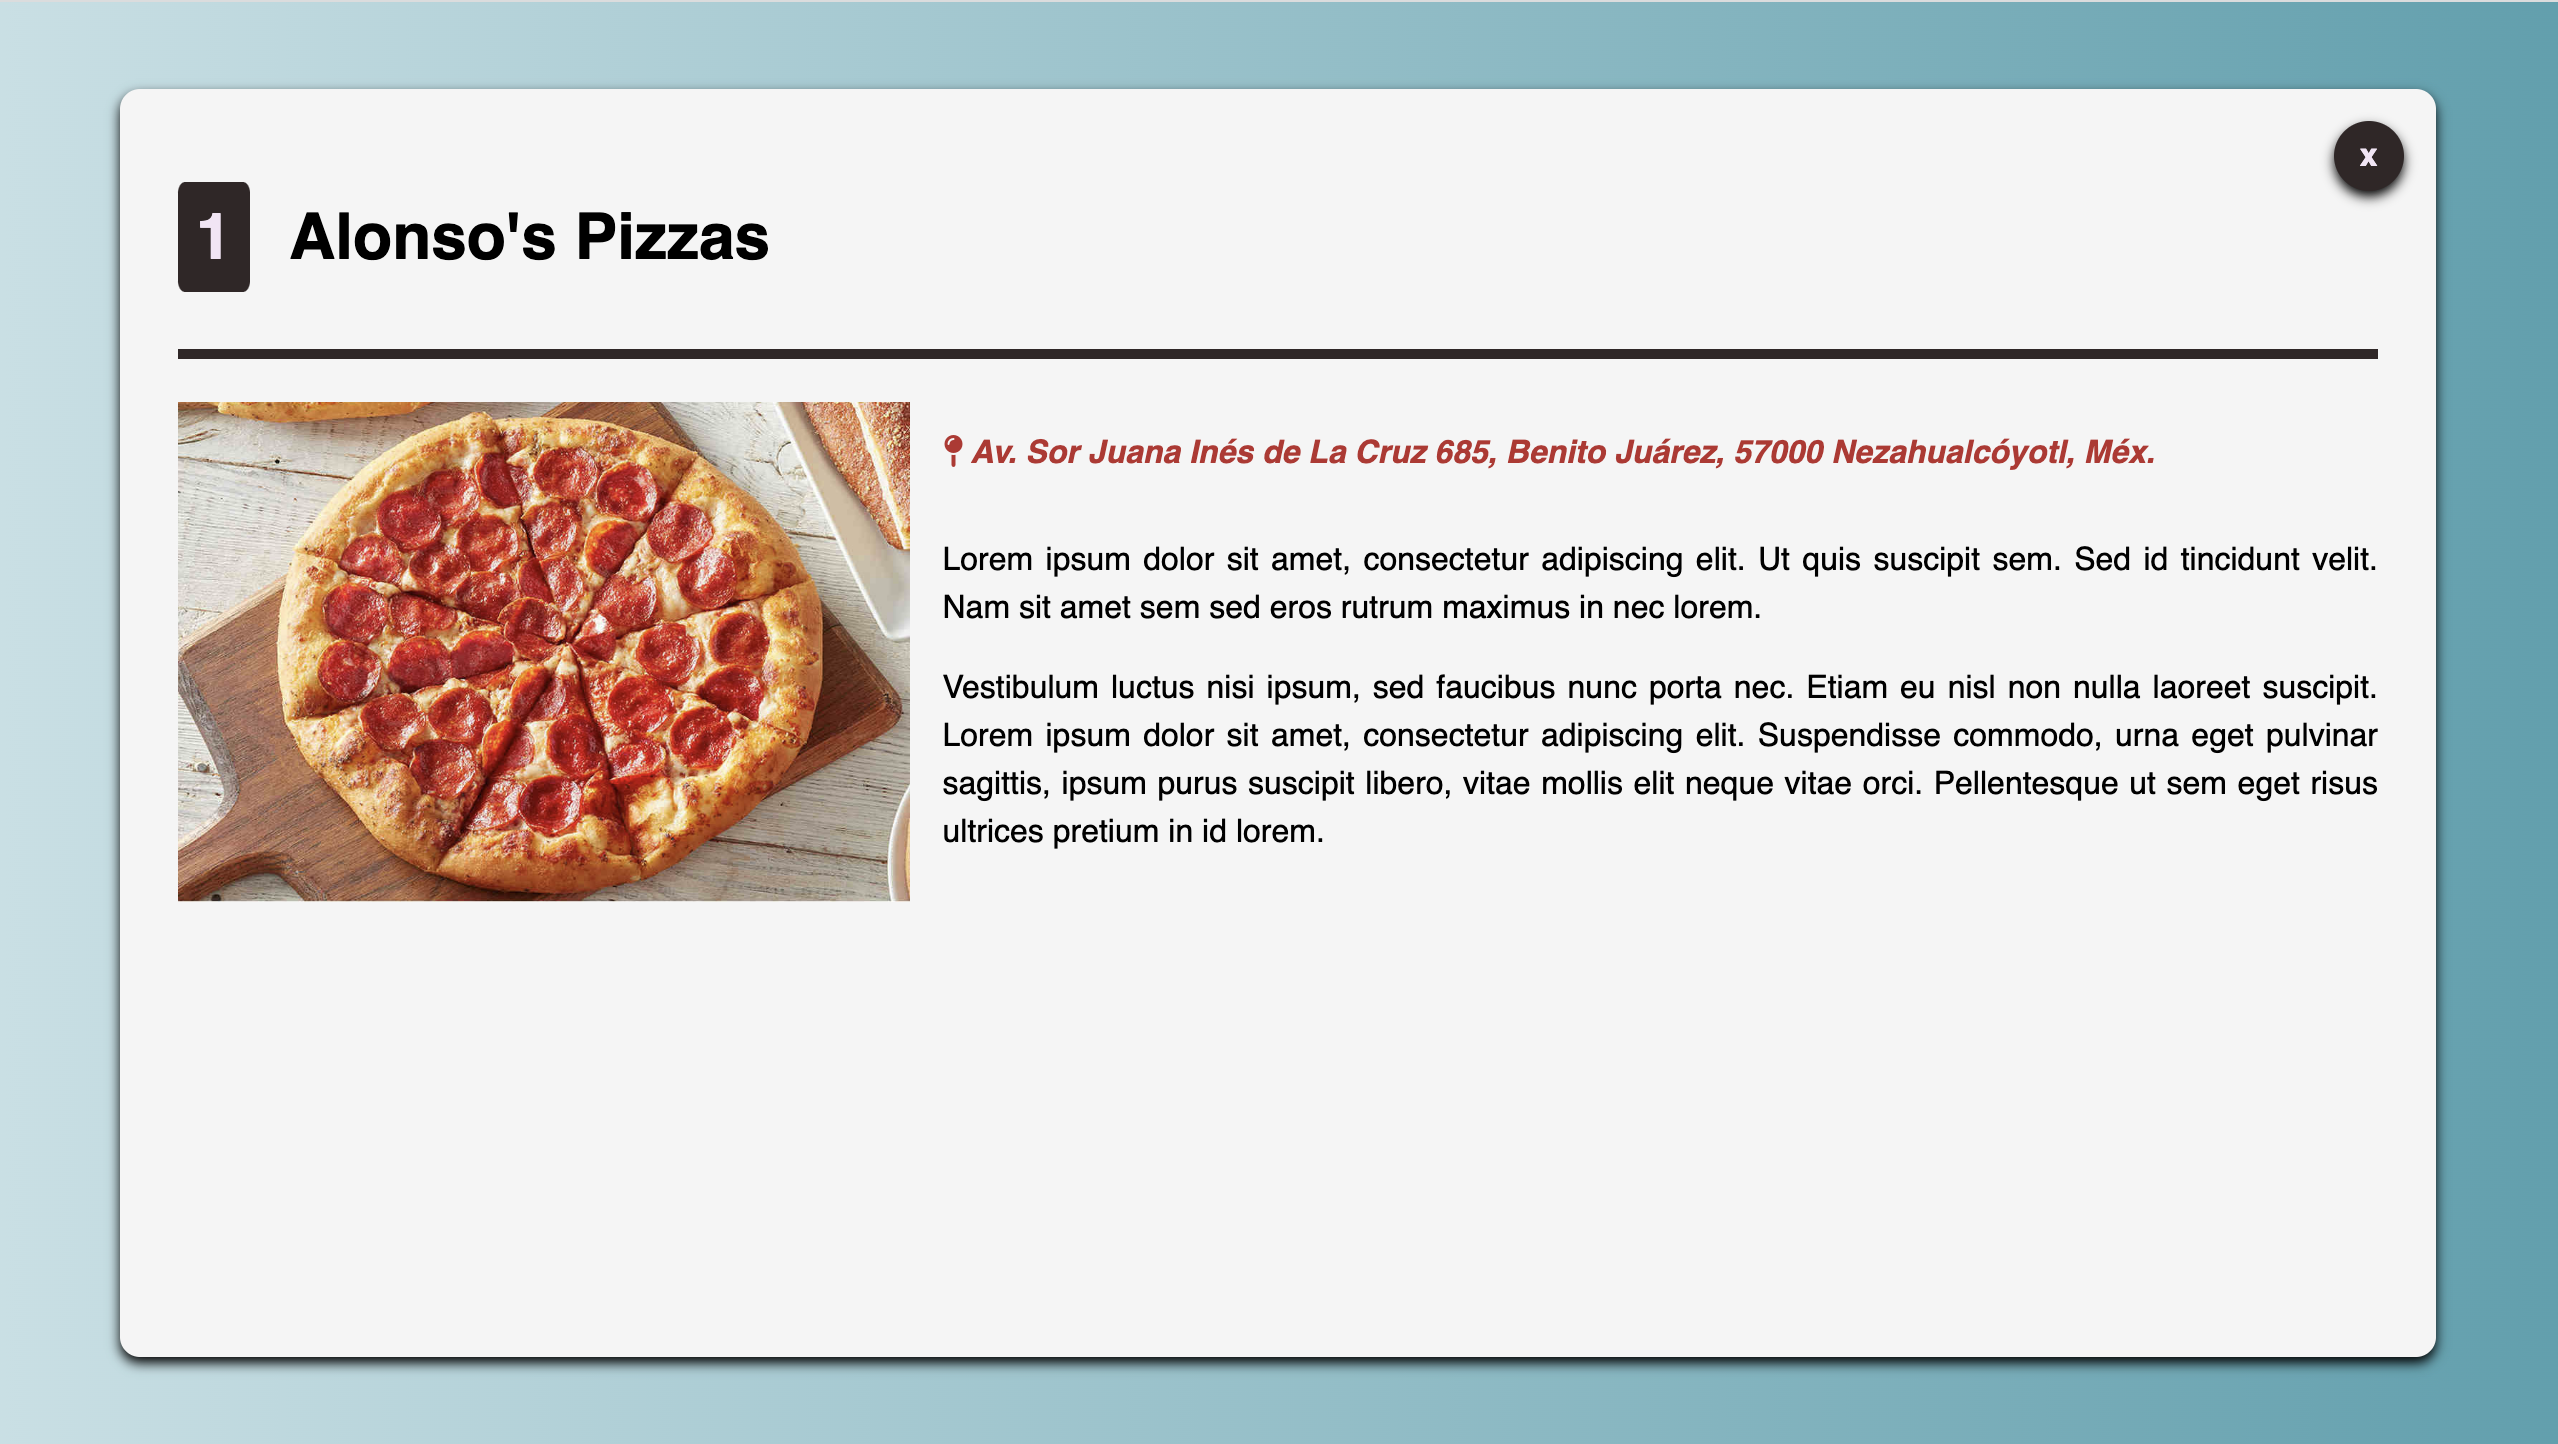 x
1 Alonso's Pizzas
Av. Sor Juana Inés de La Cruz 685, Benito Juárez, 57000 Nezahualcóyotl, Méx.
Lorem ipsum dolor sit amet, consectetur adipiscing elit. Ut quis suscipit sem. Sed id tincidunt velit.
Nam sit amet sem sed eros rutrum maximus in nec lorem.
Vestibulum luctus nisi ipsum, sed faucibus nunc porta nec. Etiam eu nisl non nulla laoreet suscipit.
Lorem ipsum dolor sit amet, consectetur adipiscing elit. Suspendisse commodo, urna eget pulvinar
sagittis, ipsum purus suscipit libero, vitae mollis elit neque vitae orci. Pellentesque ut sem eget risus
ultrices pretium in id lorem.